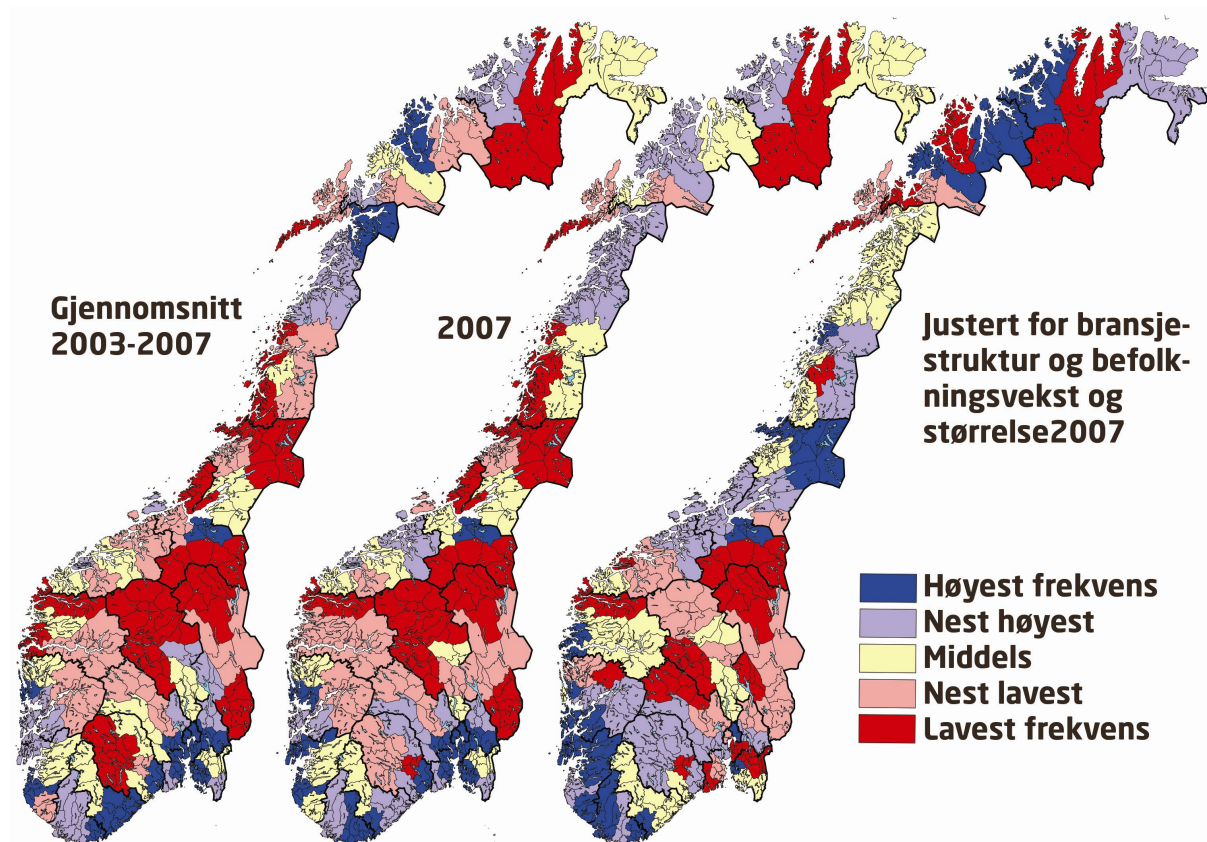 Gjennomsnitt
2003-2007
2007
Justert for bransje-
struktur og befolk-
ningsvekst og
størrelse2007
Høyest frekvens
Nest høyest
Middels
Nest lavest
Lavest frekvens